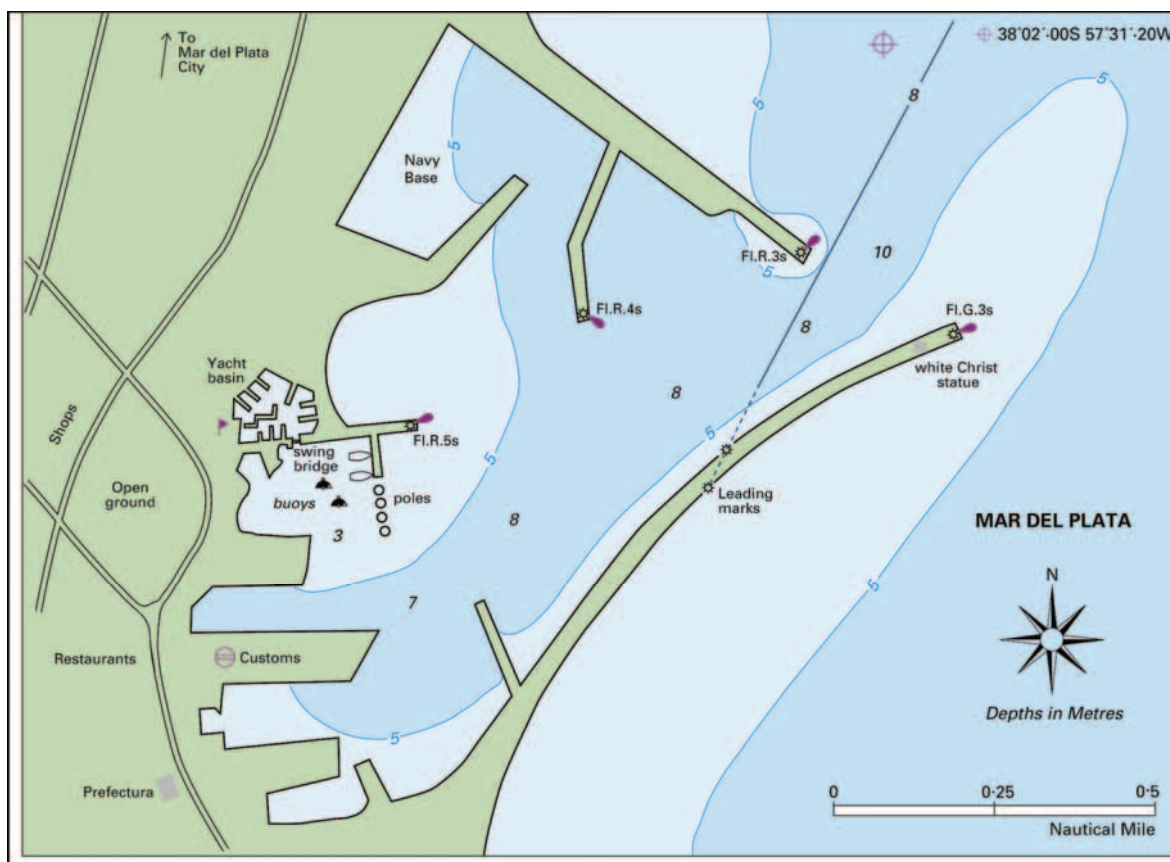 To
Mar del Plata
City
38°02'·00S 57°31'·20W
5
5
8
5
Navy
Base
Fl.R.3s
10
5
Fl.R.4s
8
Fl.G.3s
white Christ
statue
Yacht
basin
8
Shops
Fl.R.5s
5
swing
bridge
5
Leading
marks
Open
ground
buoys
poles
8
3
MAR DEL PLATA
N
7
5
Restaurants
Customs
Depths in Metres
5
Prefectura
0
0·25
0·5
Nautical Mile